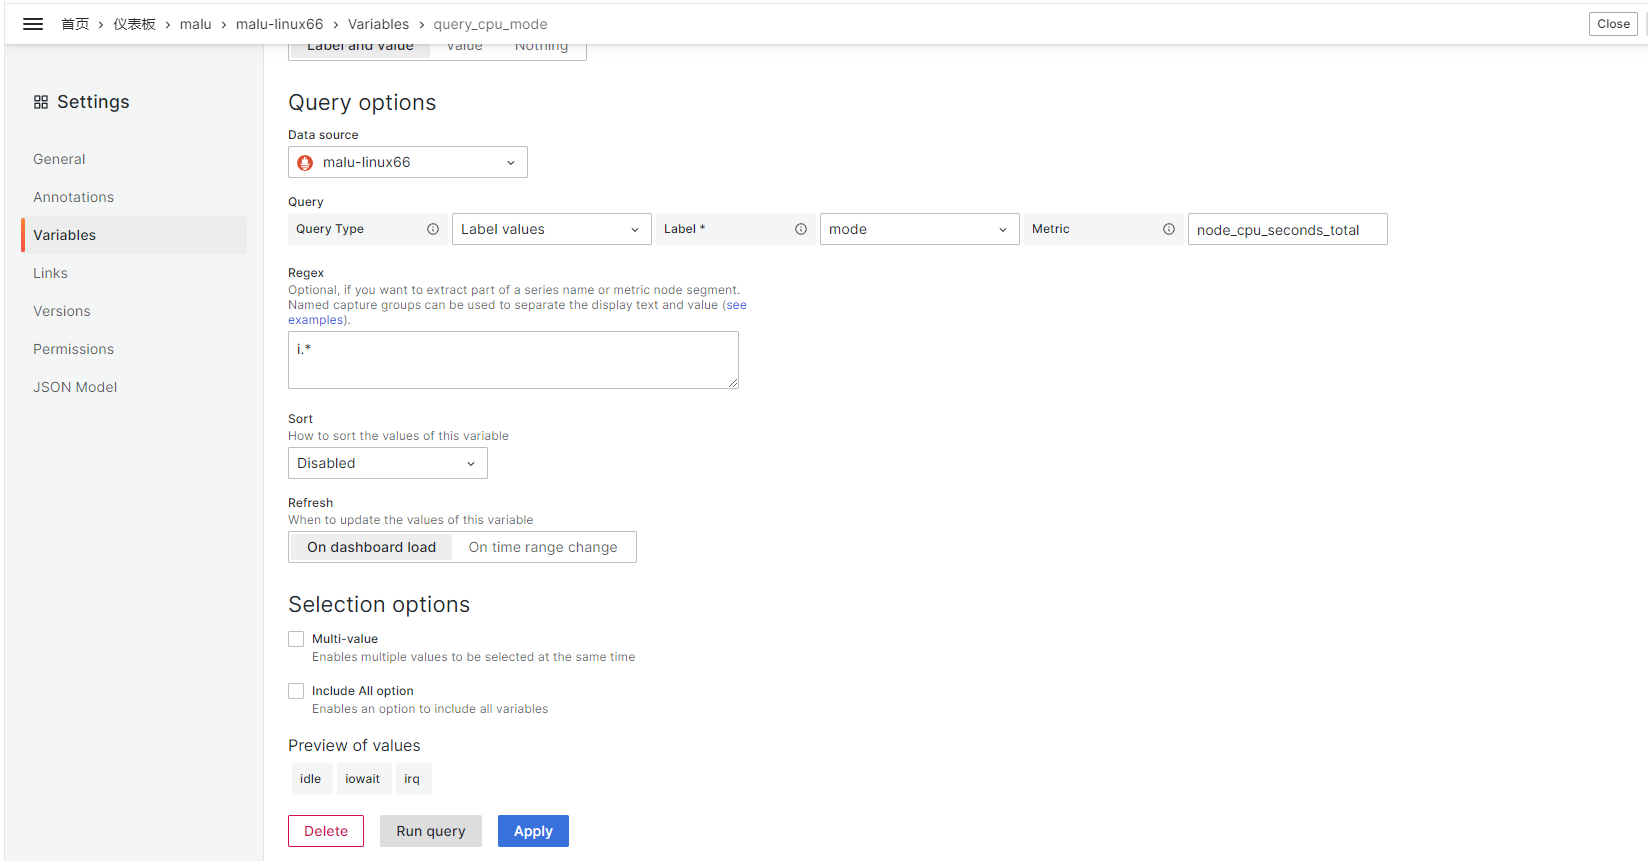 首页 > 仪表板 > malu > malu-linux66 > Variables > query_cpu_mode
Close
Label and value Value Nothing
Settings
General
Annotations
Variables
Links
Versions
Permissions
JSON Model
Query options
Data source
malu-linux66
Query
Query Type Label values Label * mode Metric node_cpu_seconds_total
Regex
Optional, if you want to extract part of a series name or metric node segment.
Named capture groups can be used to separate the display text and value (see
examples).
i.*
Sort
How to sort the values of this variable
Disabled
Refresh
When to update the values of this variable
On dashboard load On time range change
Selection options
Multi-value
Enables multiple values to be selected at the same time
Include All option
Enables an option to include all variables
Preview of values
idle iowait irq
Delete Run query Apply